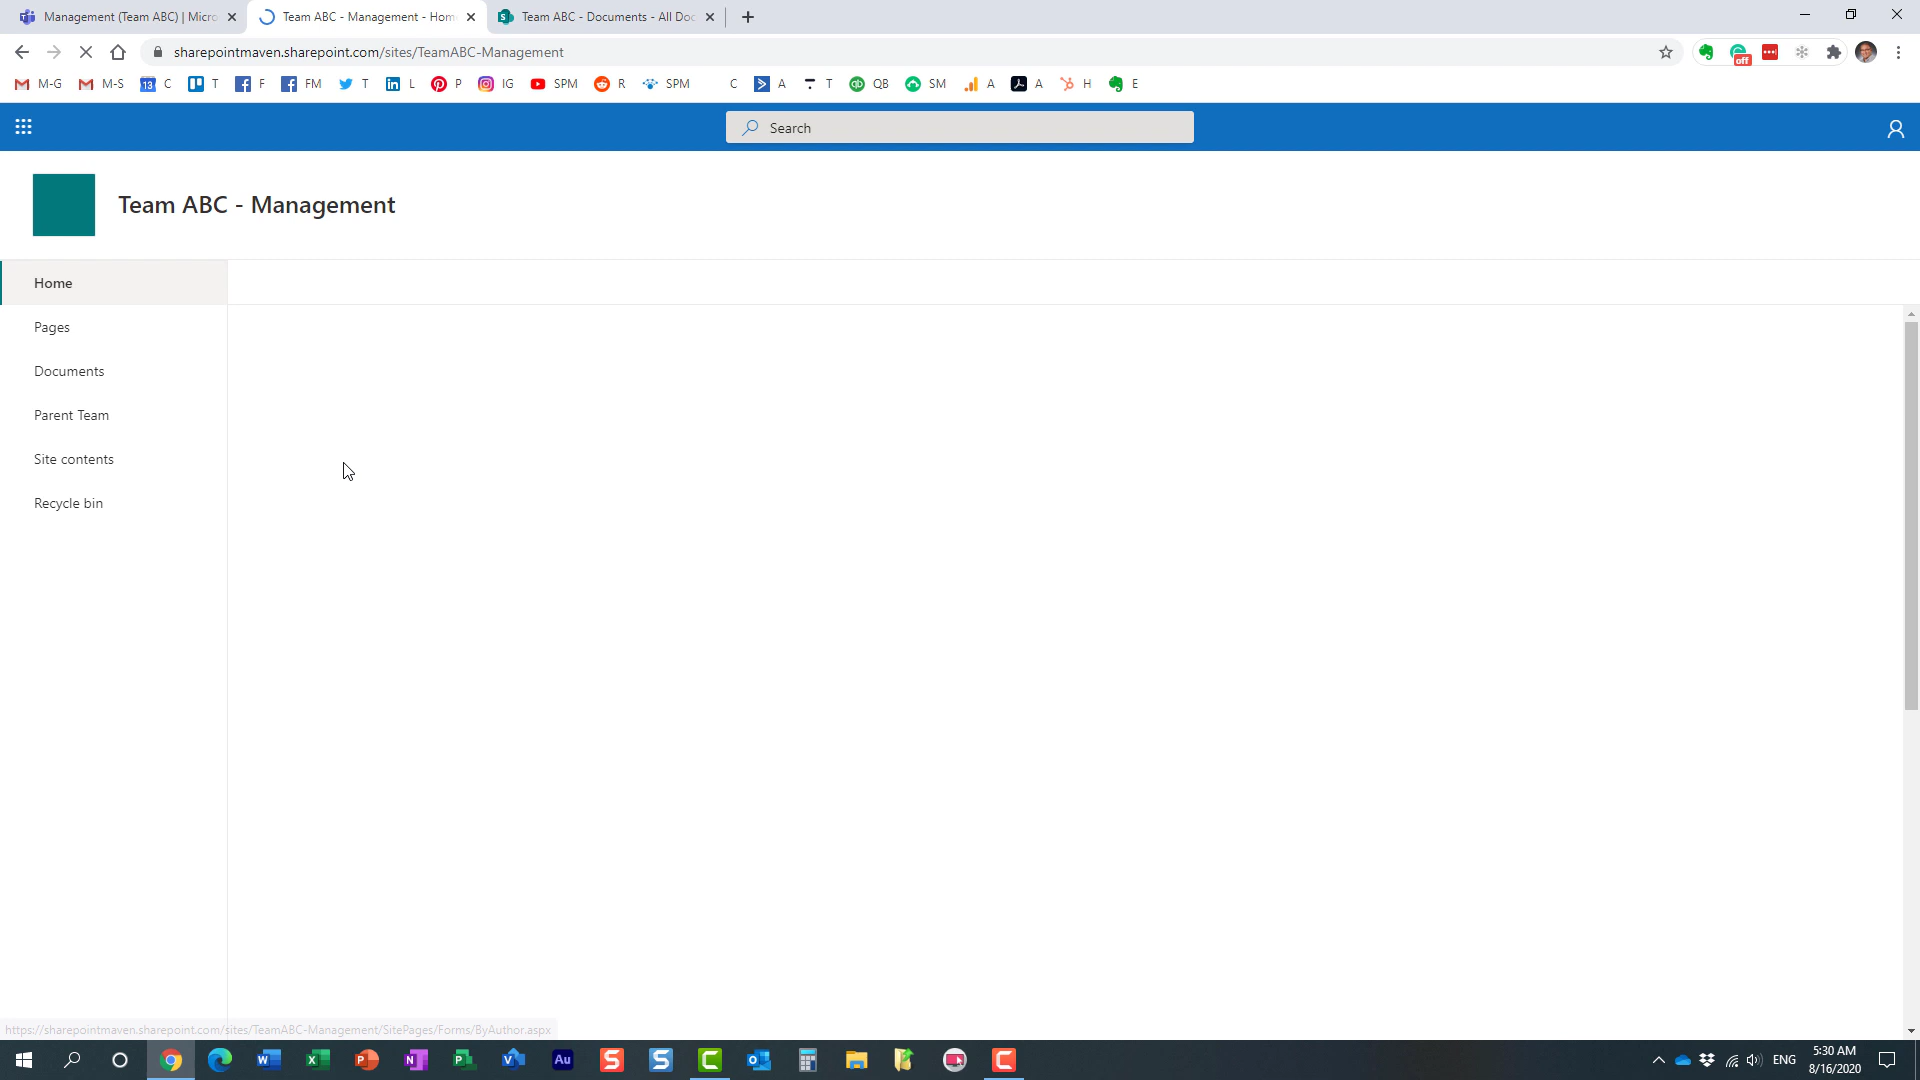 Management (Team ABC) | Micro
Team ABC - Management - Hom
Team ABC - Documents - All Doc
sharepointmaven.sharepoint.com/sites/TeamABC-Management
off
M-G
M-S
13 C
T
F
FM
T
L
P
IG
SPM
R
SPM
C
A
T
QB
SM
A
A
H
E
Search
Team ABC - Management
Home
Pages
Documents
Parent Team
Site contents
Recycle bin
https://sharepointmaven.sharepoint.com/sites/TeamABC-Management/SitePages/Forms/ByAuthor.aspx
Au
ENG
5:30 AM
8/16/2020